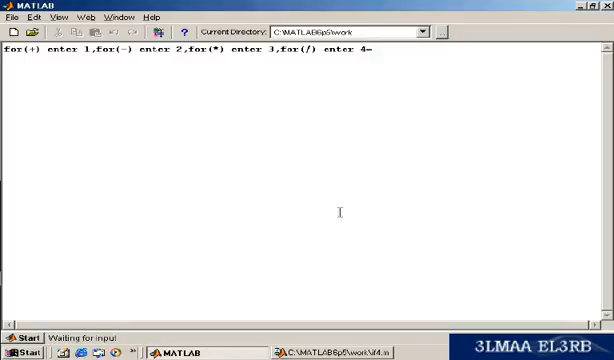 MATLAB
File Edit View Web Window Help
Current Directory: C:\MATLAB6p5\work
for(+) enter 1,for(-) enter 2,for(*) enter 3,for(/) enter 4=
Start Waiting for input
Start MATLAB C:\MATLAB6p5\work\if4.m
3LMAA EL3RB